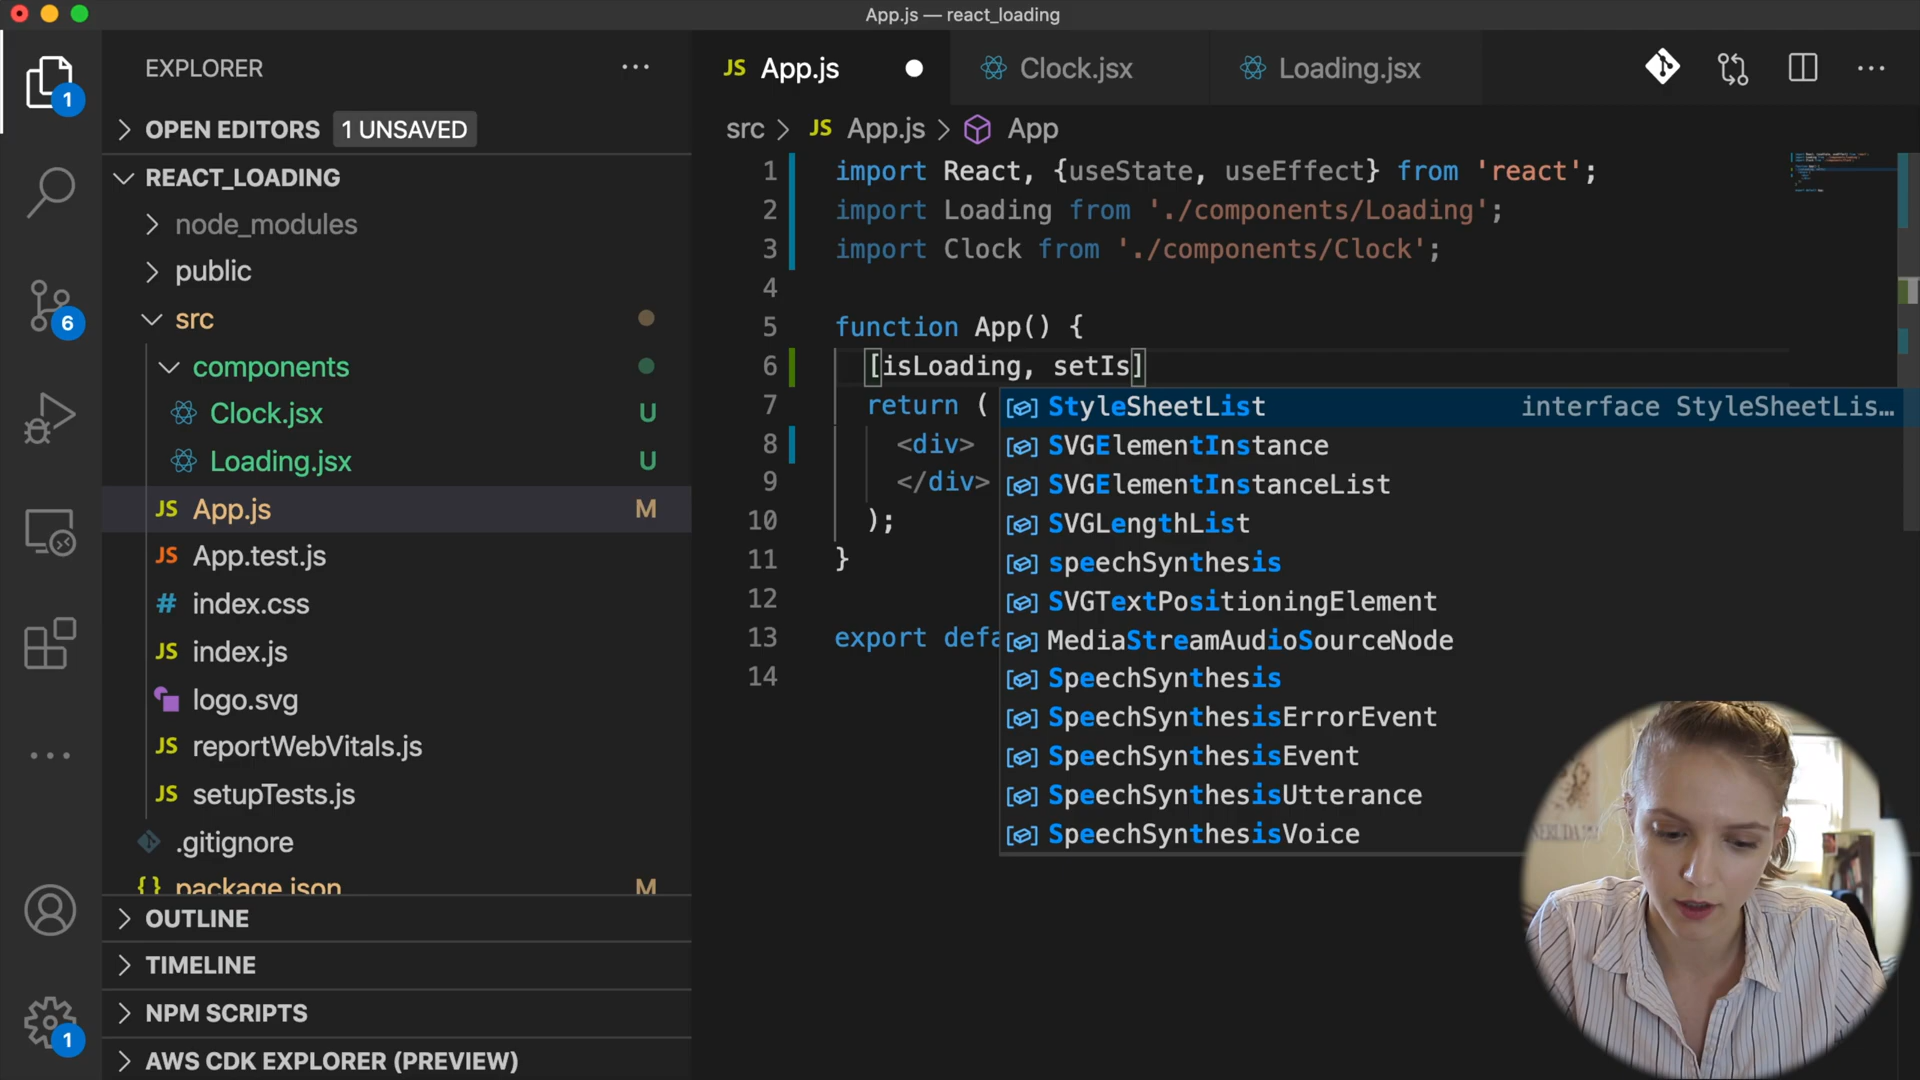 App.js — react_loading
EXPLORER
OPEN EDITORS 1 UNSAVED
REACT_LOADING
node_modules
public
src
components
Clock.jsx U
Loading.jsx U
JS App.js M
JS App.test.js
# index.css
JS index.js
logo.svg
JS reportWebVitals.js
JS setupTests.js
.gitignore
{} package.json M
OUTLINE
TIMELINE
NPM SCRIPTS
AWS CDK EXPLORER (PREVIEW)
1
6
1
JS App.js
Clock.jsx
Loading.jsx
src > JS App.js > App
1 import React, {useState, useEffect} from 'react';
2 import Loading from './components/Loading';
3 import Clock from './components/Clock';
4
5 function App() {
6 [isLoading, setIs]
7 return (
8 <div>
9 </div>
10 );
11 }
12
13 export defa
14
StyleSheetList interface StyleSheetLis…
SVGElementInstance
SVGElementInstanceList
SVGLengthList
speechSynthesis
SVGTextPositioningElement
MediaStreamAudioSourceNode
SpeechSynthesis
SpeechSynthesisErrorEvent
SpeechSynthesisEvent
SpeechSynthesisUtterance
SpeechSynthesisVoice